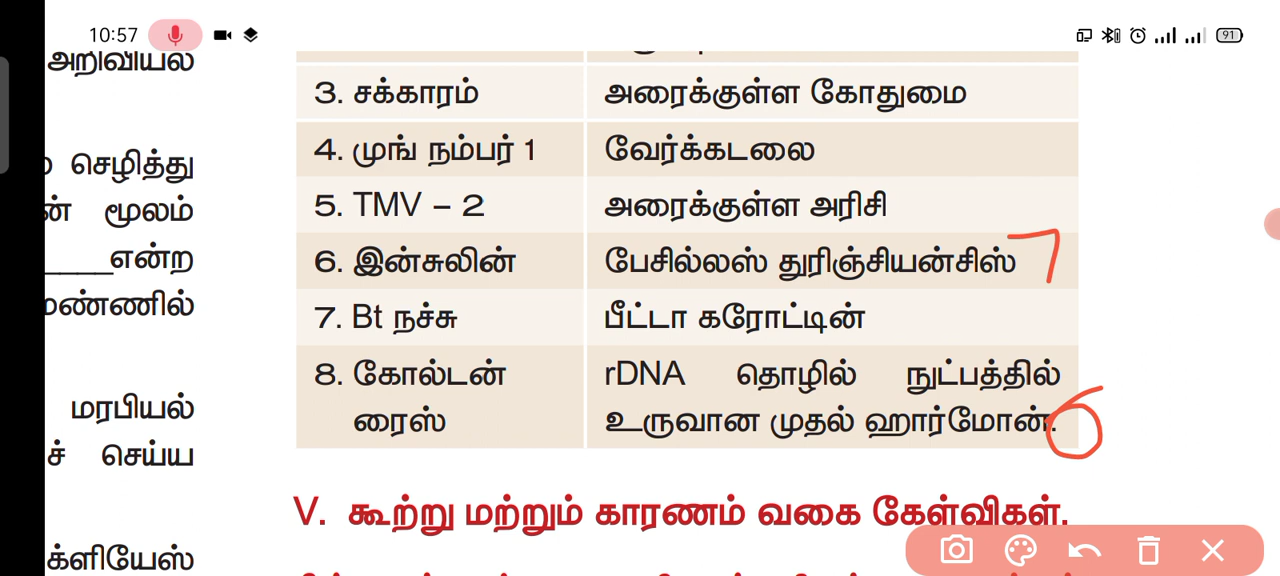 10:57
91
அறிவியல்
செழித்து
மூலம்
____என்ற
மண்ணில்
மரபியல்
செய்ய
3. சக்காரம் அரைக்குள்ள கோதுமை
4. முங் நம்பர் 1 வேர்க்கடலை
5. TMV – 2 அரைக்குள்ள அரிசி
6. இன்சுலின் பேசில்லஸ் துரிஞ்சியன்சிஸ் 7
7. Bt நச்சு பீட்டா கரோட்டின்
8. கோல்டன் rDNA தொழில் நுட்பத்தில்
ரைஸ் உருவான முதல் ஹார்மோன். 6
V. கூற்று மற்றும் காரணம் வகை கேள்விகள்.